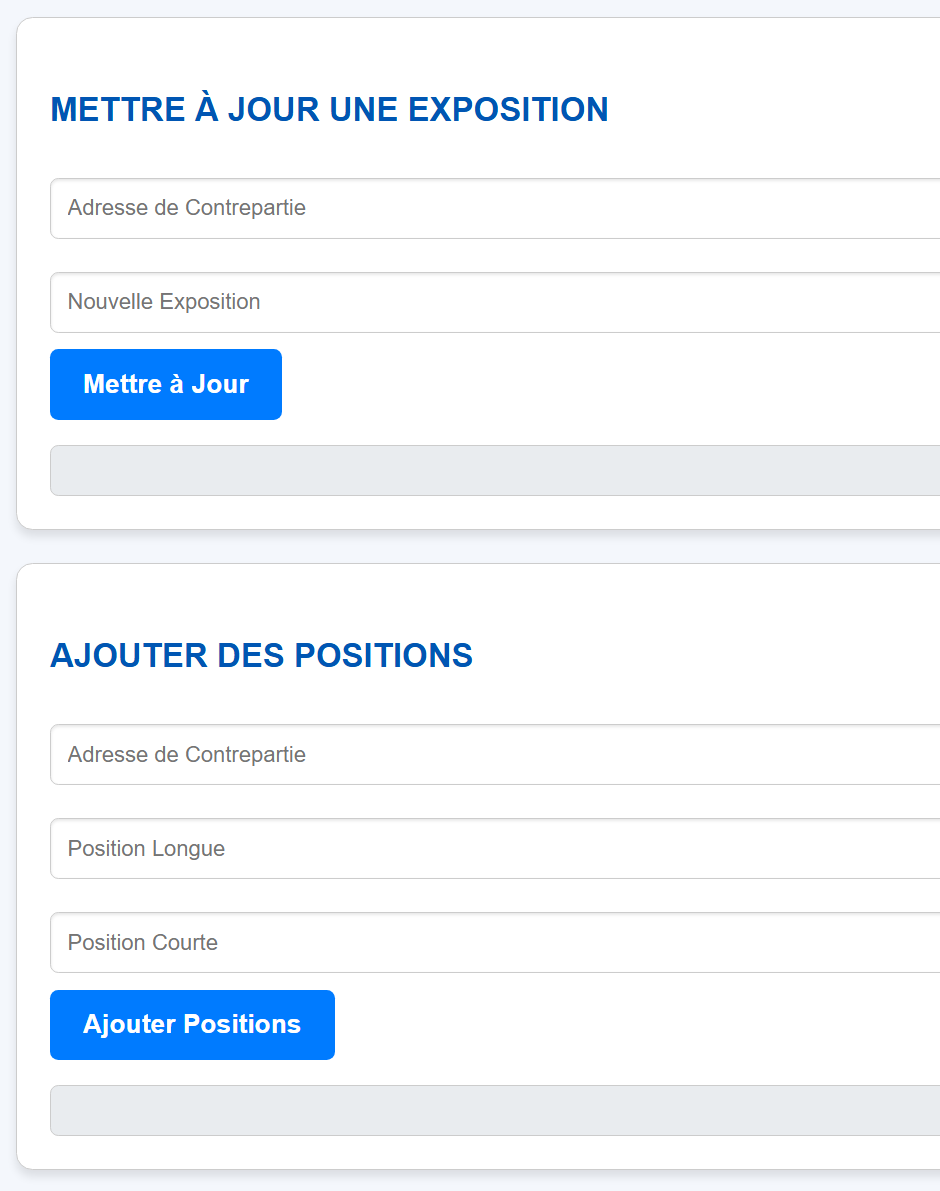 METTRE À JOUR UNE EXPOSITION
Adresse de Contrepartie
Nouvelle Exposition
Mettre à Jour
AJOUTER DES POSITIONS
Adresse de Contrepartie
Position Longue
Position Courte
Ajouter Positions